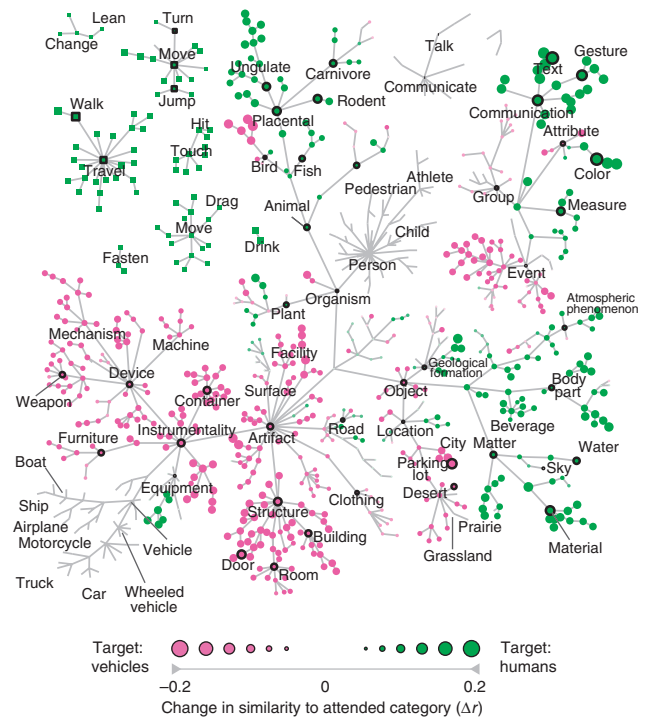 Lean
Change
Turn
Move
Jump
Ungulate
Carnivore
Rodent
Placental
Talk
Communicate
Gesture
Text
Communication
Walk
Travel
Hit
Touch
Bird
Fish
Attribute
Color
Pedestrian
Athlete
Group
Measure
Drag
Move
Animal
Child
Drink
Person
Fasten
Event
Organism
Plant
Atmospheric
phenomenon
Mechanism
Machine
Facility
Geological
formation
Device
Weapon
Container
Surface
Object
Body
part
Beverage
Furniture
Instrumentality
Artifact
Road
Location
City
Matter
Water
Boat
Parking
lot
Sky
Equipment
Desert
Ship
Structure
Clothing
Prairie
Airplane
Motorcycle
Vehicle
Building
Grassland
Material
Door
Room
Truck
Car
Wheeled
vehicle
Target:
vehicles
Target:
humans
−0.2
0
0.2
Change in similarity to attended category (Δr)